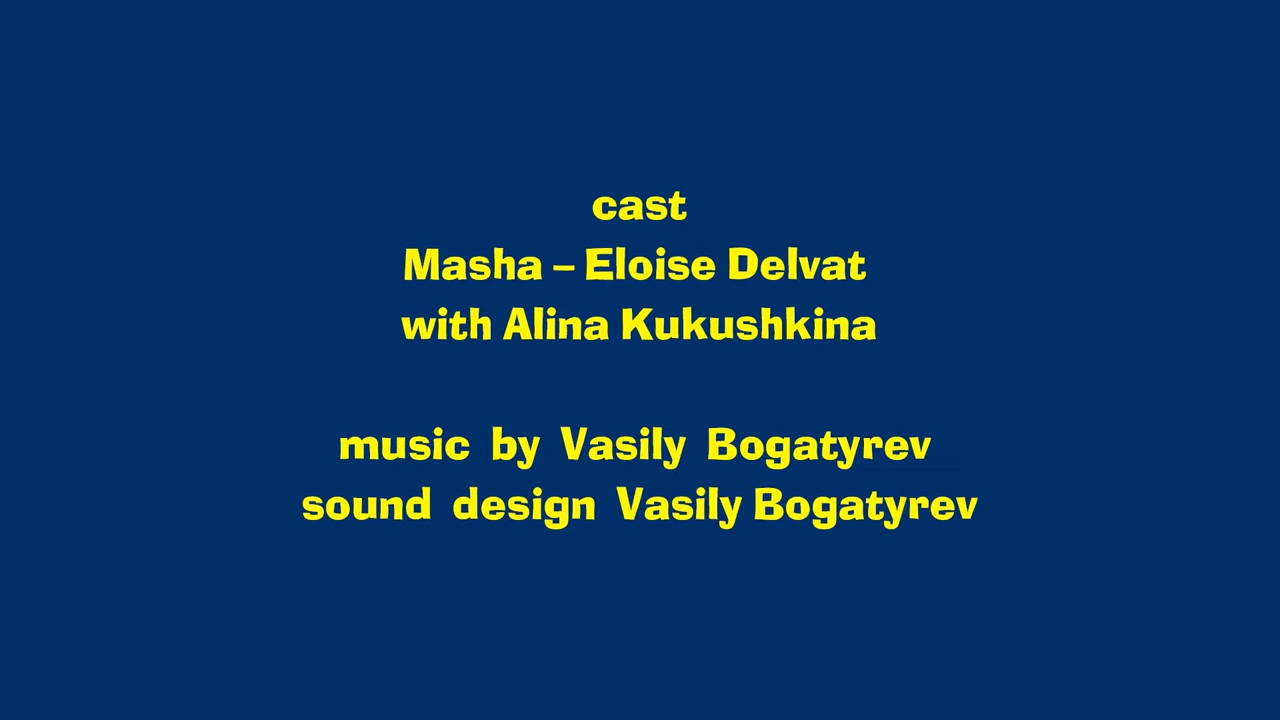 cast
Masha – Eloise Delvat
with Alina Kukushkina
music by Vasily Bogatyrev
sound design Vasily Bogatyrev